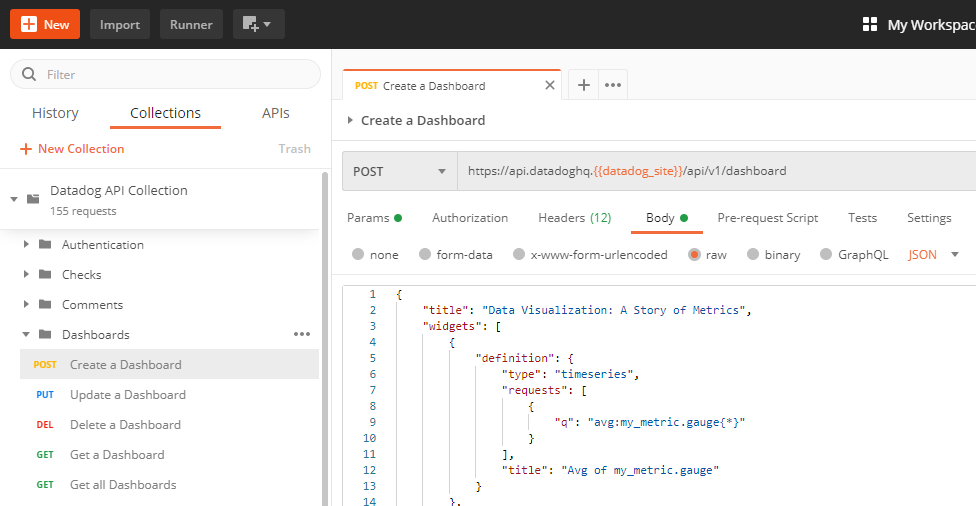 New
Import
Runner
My Workspac
Filter
History
Collections
APIs
New Collection
Trash
Datadog API Collection
155 requests
Authentication
Checks
Comments
Dashboards
POST Create a Dashboard
PUT Update a Dashboard
DEL Delete a Dashboard
GET Get a Dashboard
GET Get all Dashboards
POST Create a Dashboard
Create a Dashboard
POST https://api.datadoghq.{{datadog_site}}/api/v1/dashboard
Params Authorization Headers (12) Body Pre-request Script Tests Settings
none form-data x-www-form-urlencoded raw binary GraphQL JSON
1 {
2 "title": "Data Visualization: A Story of Metrics",
3 "widgets": [
4 {
5 "definition": {
6 "type": "timeseries",
7 "requests": [
8 {
9 "q": "avg:my_metric.gauge{*}"
10 }
11 ],
12 "title": "Avg of my_metric.gauge"
13 }
14 },